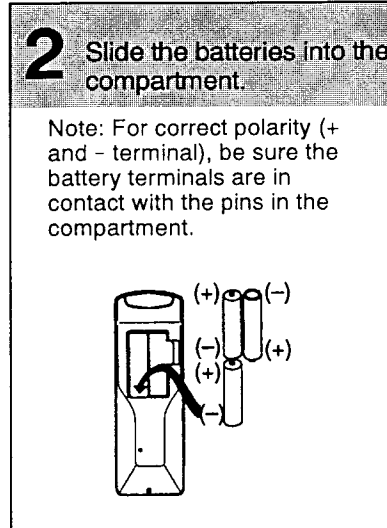 2 Slide the batteries into the
compartment.
Note: For correct polarity (+
and – terminal), be sure the
battery terminals are in
contact with the pins in the
compartment.
(+) (–)
(–) (+)
(+)
(–)